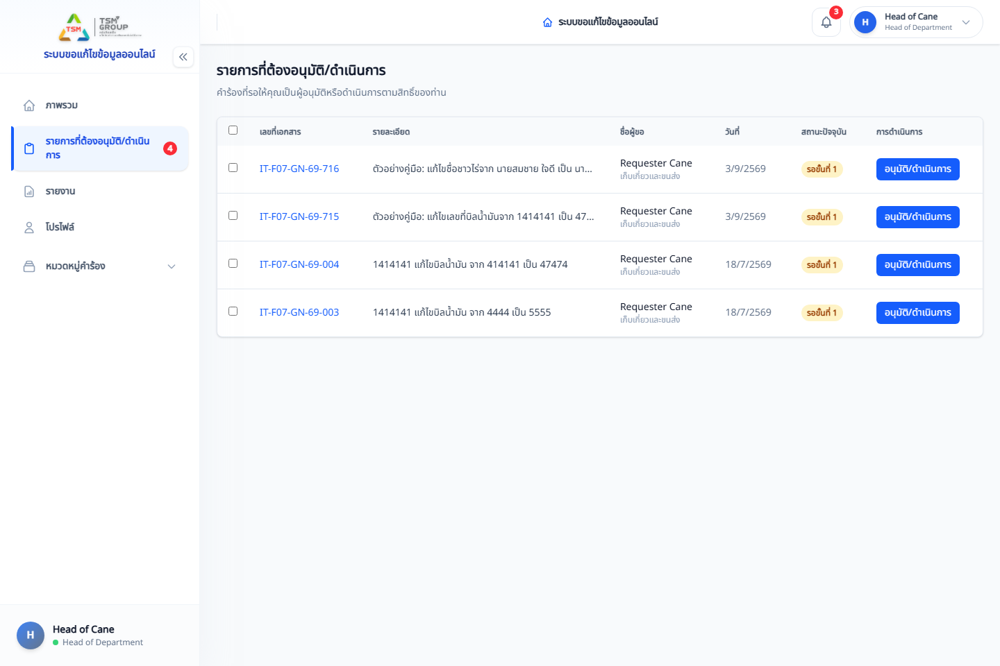 TSM
TSM
GROUP
ระบบขอแก้ไขข้อมูลออนไลน์
ภาพรวม
รายการที่ต้องอนุมัติ/ดำเนิน
การ
4
รายงาน
โปรไฟล์
หมวดหมู่คำร้อง
H
Head of Cane
Head of Department
ระบบขอแก้ไขข้อมูลออนไลน์
3
H
Head of Cane
Head of Department
รายการที่ต้องอนุมัติ/ดำเนินการ
คำร้องที่รอให้คุณเป็นผู้อนุมัติหรือดำเนินการตามสิทธิ์ของท่าน
เลขที่เอกสาร รายละเอียด ชื่อผู้ขอ วันที่ สถานะปัจจุบัน การดำเนินการ
IT-F07-GN-69-716 ตัวอย่างคู่มือ: แก้ไขชื่อชาวไร่จาก นายสมชาย ใจดี เป็น นา... Requester Cane 3/9/2569 รอขั้นที่ 1 อนุมัติ/ดำเนินการ
เก็บเกี่ยวและขนส่ง
IT-F07-GN-69-715 ตัวอย่างคู่มือ: แก้ไขเลขที่บิลน้ำมันจาก 1414141 เป็น 47... Requester Cane 3/9/2569 รอขั้นที่ 1 อนุมัติ/ดำเนินการ
เก็บเกี่ยวและขนส่ง
IT-F07-GN-69-004 1414141 แก้ไขบิลน้ำมัน จาก 414141 เป็น 47474 Requester Cane 18/7/2569 รอขั้นที่ 1 อนุมัติ/ดำเนินการ
เก็บเกี่ยวและขนส่ง
IT-F07-GN-69-003 1414141 แก้ไขบิลน้ำมัน จาก 4444 เป็น 5555 Requester Cane 18/7/2569 รอขั้นที่ 1 อนุมัติ/ดำเนินการ
เก็บเกี่ยวและขนส่ง